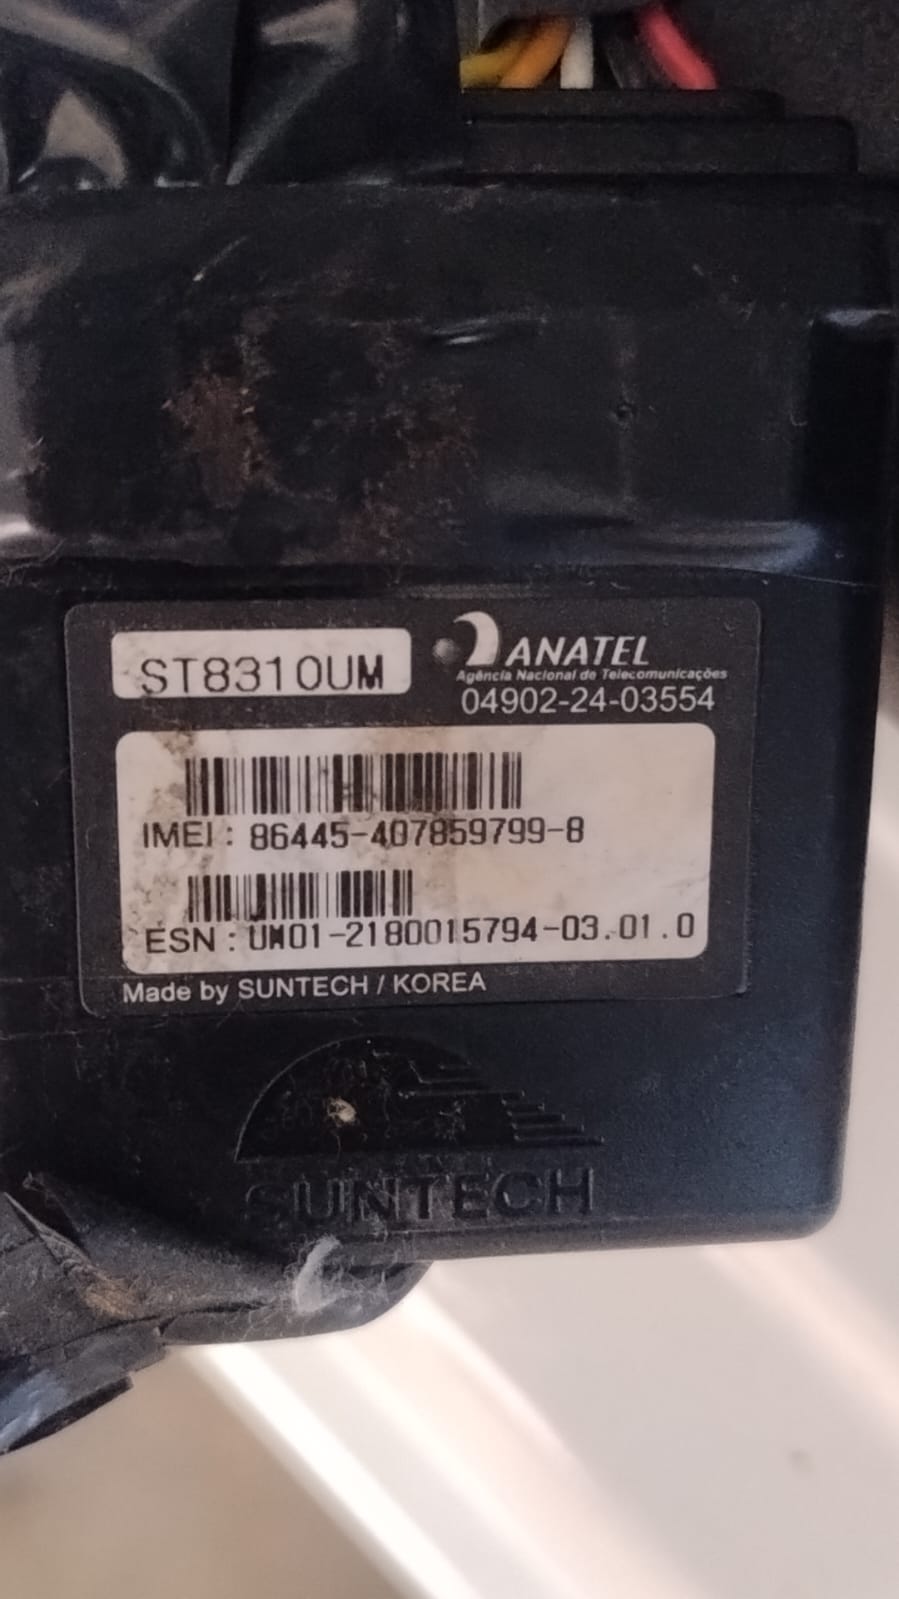 ST8310UM
ANATEL
Agência Nacional de Telecomunicações
04902-24-03554
IMEI: 86445-407859799-8
ESN : UM01-2180015794-03.01.0
Made by SUNTECH / KOREA
SUNTECH